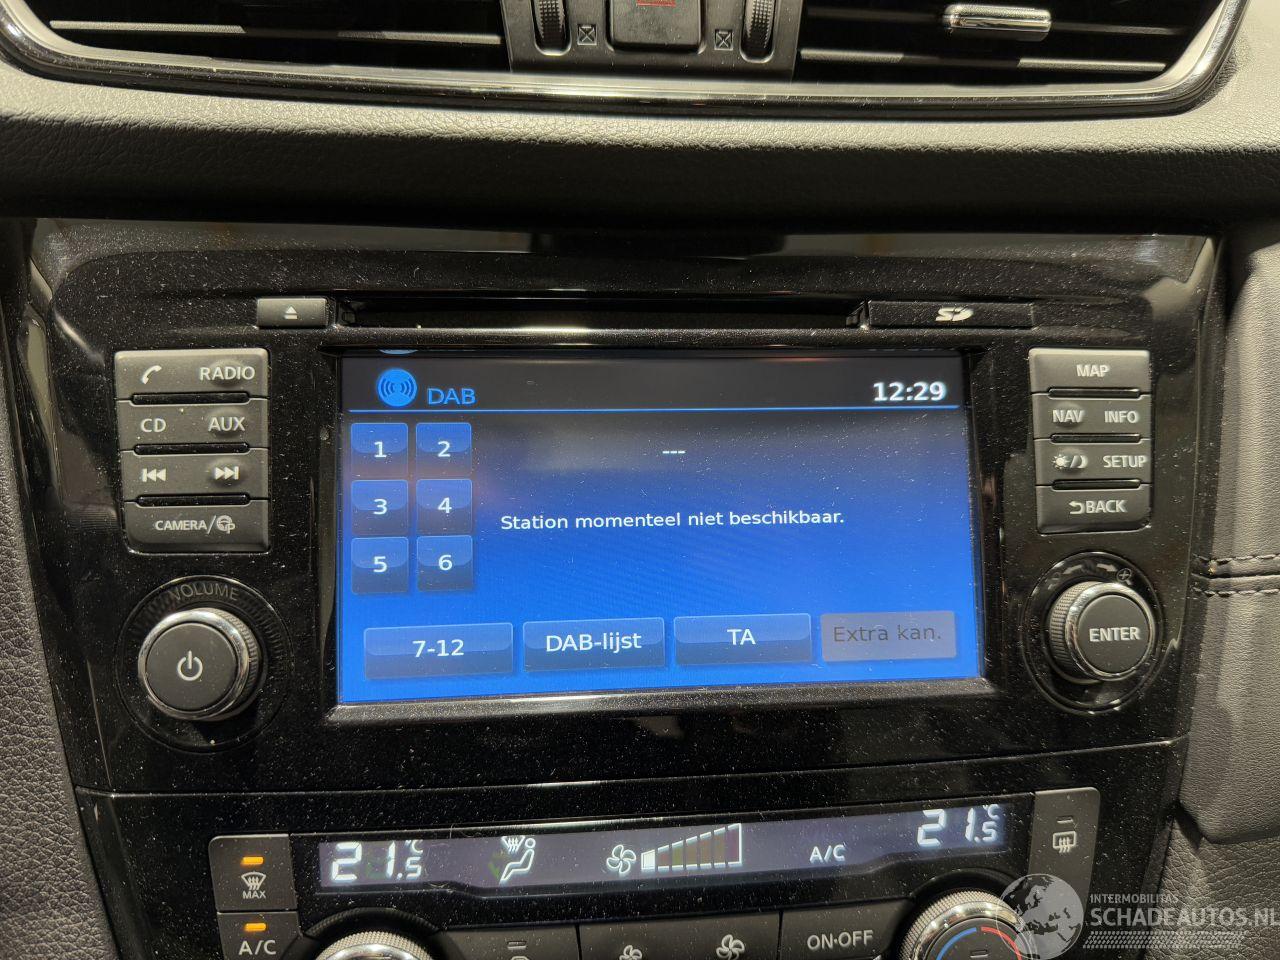 SD
RADIO
CD AUX
CAMERA/
VOLUME
DAB
12:29
1 2
3 4
5 6
---
Station momenteel niet beschikbaar.
7-12
DAB-lijst
TA
Extra kan.
MAP
NAV INFO
SETUP
BACK
ENTER
21.5°C
A/C
21.5°C
MAX
A/C
ON·OFF
INTERMOBILITAS
SCHADEAUTOS.NL